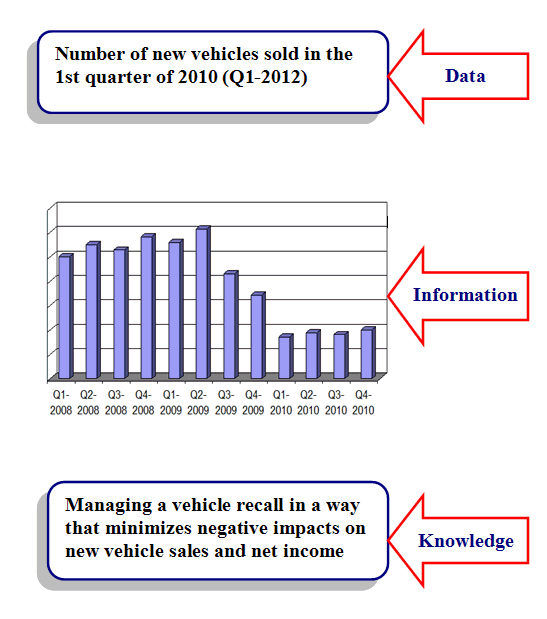 Number of new vehicles sold in the
1st quarter of 2010 (Q1-2012)
Data
Information
Q1- Q2- Q3- Q4- Q1- Q2- Q3- Q4- Q1- Q2- Q3- Q4-
2008 2008 2008 2008 2009 2009 2009 2009 2010 2010 2010 2010
Managing a vehicle recall in a way
that minimizes negative impacts on
new vehicle sales and net income
Knowledge